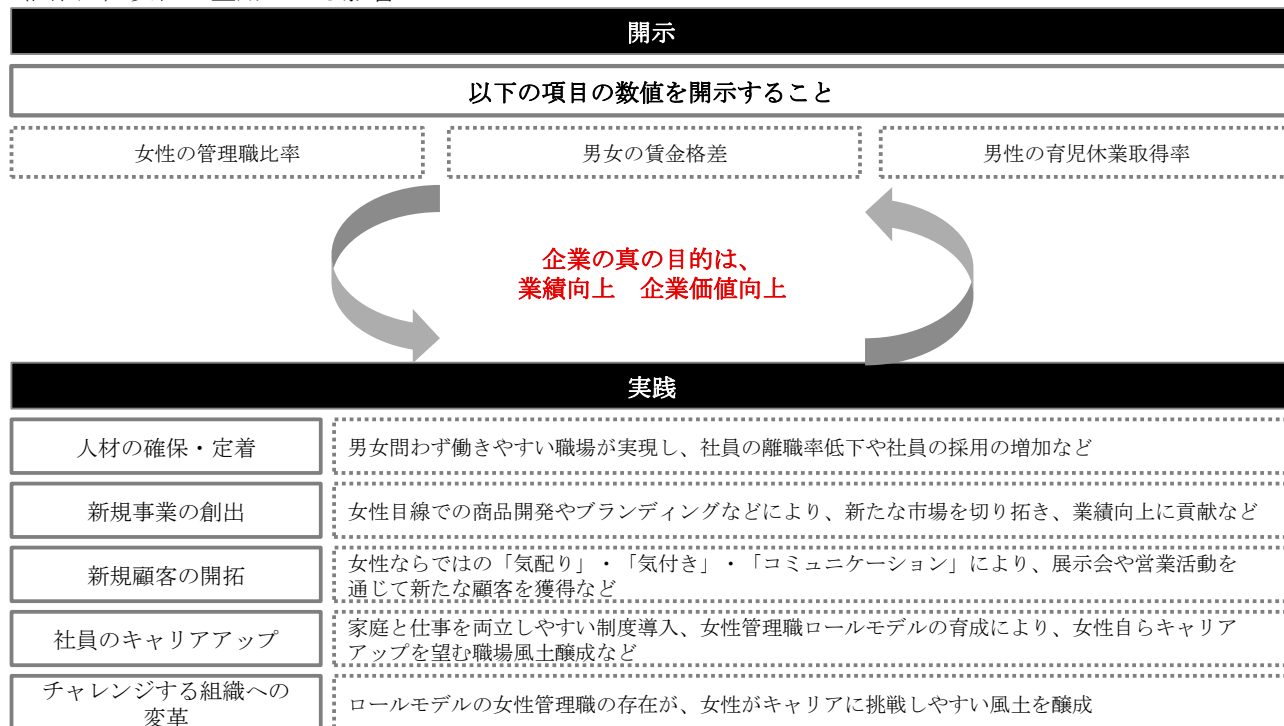 開示
以下の項目の数値を開示すること
女性の管理職比率
男女の賃金格差
男性の育児休業取得率
企業の真の目的は、
業績向上　企業価値向上
実践
人材の確保・定着
男女問わず働きやすい職場が実現し、社員の離職率低下や社員の採用の増加など
新規事業の創出
女性目線での商品開発やブランディングなどにより、新たな市場を切り拓き、業績向上に貢献など
新規顧客の開拓
女性ならではの「気配り」・「気付き」・「コミュニケーション」により、展示会や営業活動を
通じて新たな顧客を獲得など
社員のキャリアアップ
家庭と仕事を両立しやすい制度導入、女性管理職ロールモデルの育成により、女性自らキャリア
アップを望む職場風土醸成など
チャレンジする組織への
変革
ロールモデルの女性管理職の存在が、女性がキャリアに挑戦しやすい風土を醸成